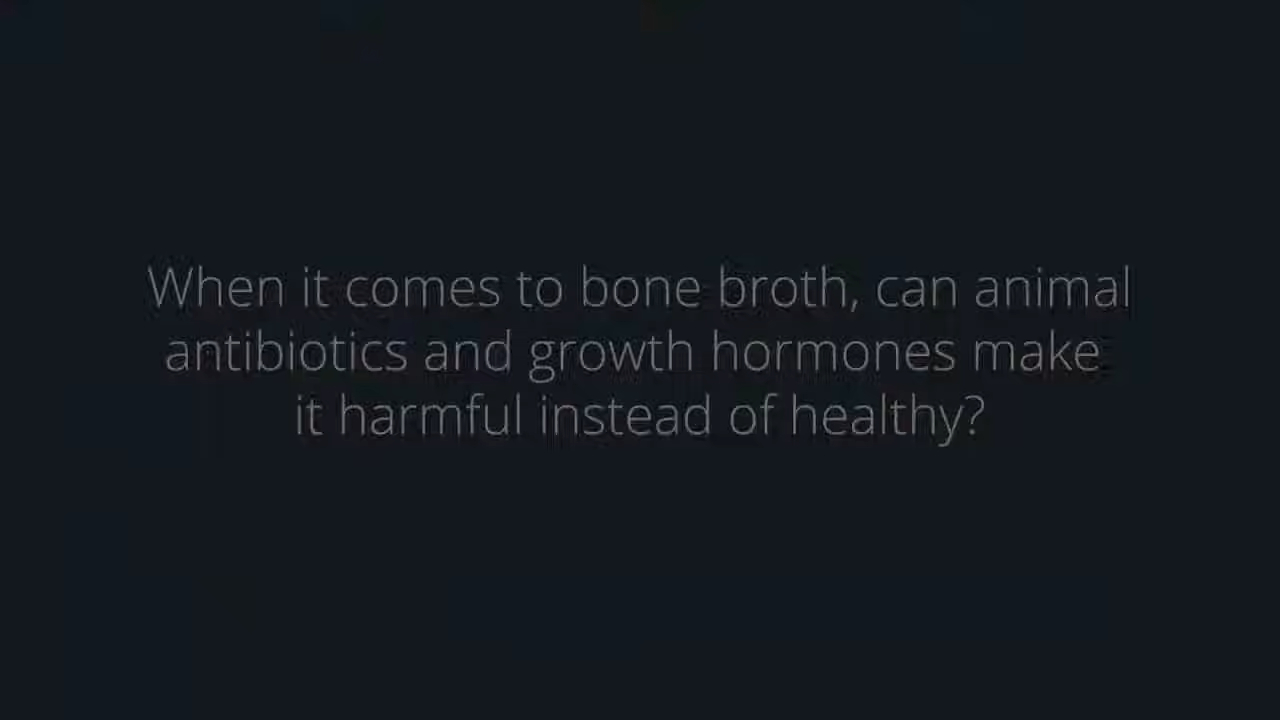 When it comes to bone broth, can animal
antibiotics and growth hormones make
it harmful instead of healthy?